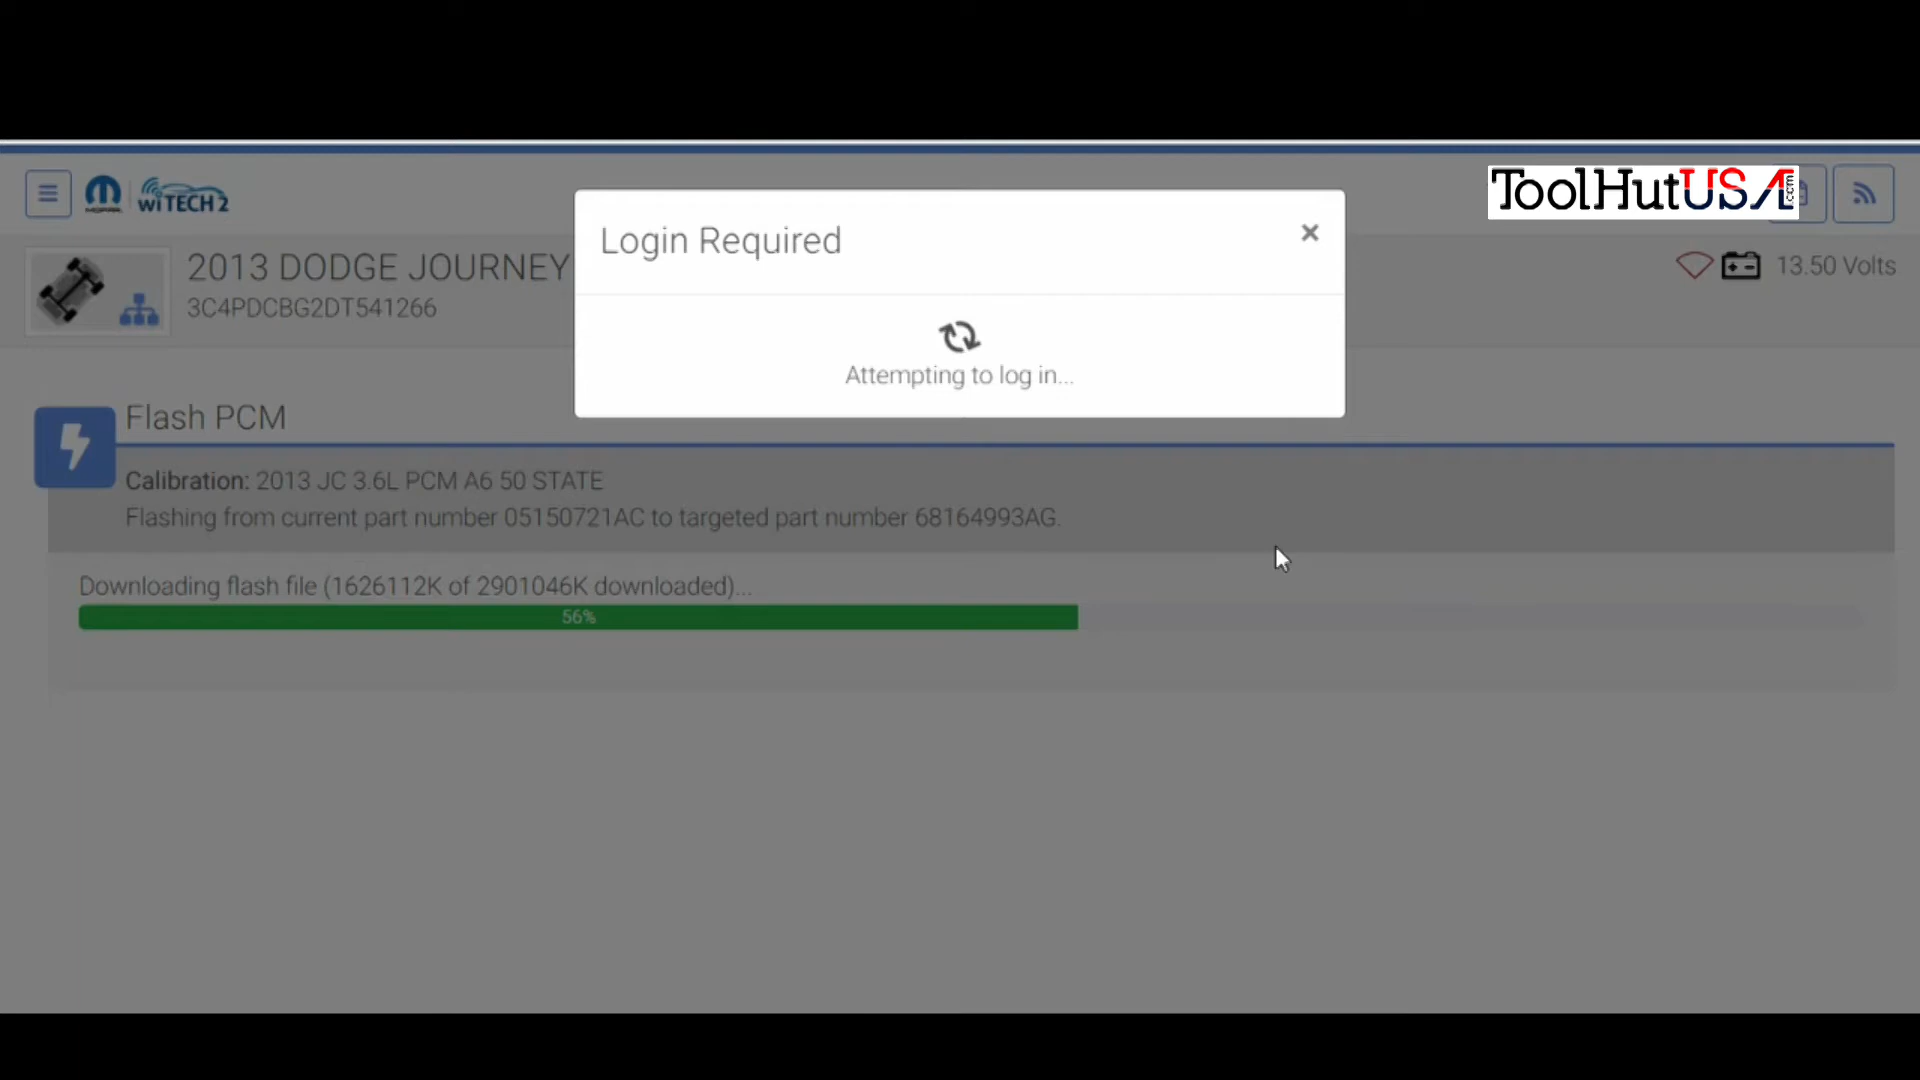 MOPAR
wiTECH 2
ToolHutUSA.com
2013 DODGE JOURNEY
3C4PDCBG2DT541266
Login Required
×
13.50 Volts
Attempting to log in...
Flash PCM
Calibration: 2013 JC 3.6L PCM A6 50 STATE
Flashing from current part number 05150721AC to targeted part number 68164993AG.
Downloading flash file (1626112K of 2901046K downloaded)...
56%